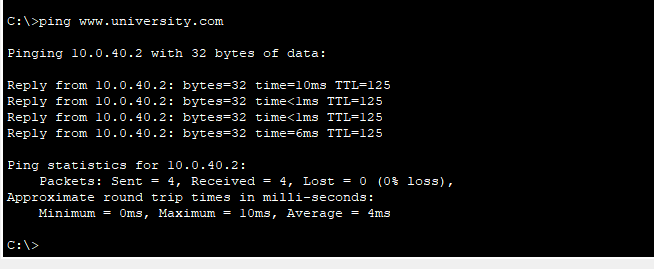 C:\>ping www.university.com
Pinging 10.0.40.2 with 32 bytes of data:
Reply from 10.0.40.2: bytes=32 time=10ms TTL=125
Reply from 10.0.40.2: bytes=32 time<1ms TTL=125
Reply from 10.0.40.2: bytes=32 time<1ms TTL=125
Reply from 10.0.40.2: bytes=32 time=6ms TTL=125
Ping statistics for 10.0.40.2:
    Packets: Sent = 4, Received = 4, Lost = 0 (0% loss),
Approximate round trip times in milli-seconds:
    Minimum = 0ms, Maximum = 10ms, Average = 4ms
C:\>